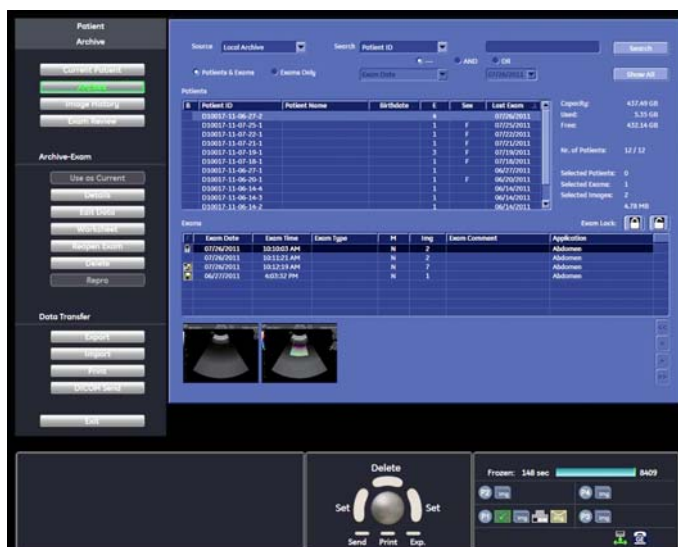 Patient
Archive
Current Patient
Archive
Image History
Exam Review
Archive-Exam
Use as Current
Details
Edit Data
Worksheet
Reopen Exam
Delete
Repro
Data Transfer
Export
Import
Print
DICOM Send
Exit
Source Local Archive Search Patient ID Search
--- AND OR
Patients & Exams Exams Only Exam Date 07/26/2011 Show All
Patients
B Patient ID Patient Name Birthdate E Sex Last Exam
D10017-11-06-27-2 4 07/26/2011
D10017-11-07-25-1 1 F 07/25/2011
D10017-11-07-22-1 1 F 07/22/2011
D10017-11-07-21-1 1 F 07/21/2011
D10017-11-07-19-1 3 F 07/19/2011
D10017-11-07-18-1 1 F 07/18/2011
D10017-11-06-27-1 1 06/27/2011
D10017-11-06-20-1 1 F 06/20/2011
D10017-11-06-14-4 1 06/14/2011
D10017-11-06-14-3 1 06/14/2011
D10017-11-06-14-2 1 06/14/2011
Capacity: 437.49 GB
Used: 5.35 GB
Free: 432.14 GB
Nr. of Patients: 12 / 12
Selected Patients: 0
Selected Exams: 1
Selected Images: 2
4.78 MB
Exams
Exam Lock:
Exam Date Exam Time Exam Type M Img Exam Comment Application
07/26/2011 10:10:03 AM N 2 Abdomen
07/26/2011 10:11:21 AM N 2 Abdomen
07/26/2011 10:12:19 AM N 7 Abdomen
06/27/2011 4:03:32 PM N 1 Abdomen
<<
<
>
>>
Delete
Set Set
Send Print Exp.
Frozen: 148 sec 8409
P2 Img P4 Img
P1 Img P3 Img